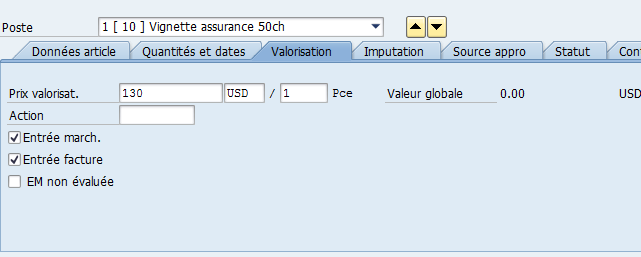 Poste 1 [ 10 ] Vignette assurance 50ch
Données article Quantités et dates Valorisation Imputation Source appro Statut Cont
Prix valorisat. 130 USD / 1 Pce Valeur globale 0.00 USD
Action
Entrée march.
Entrée facture
EM non évaluée